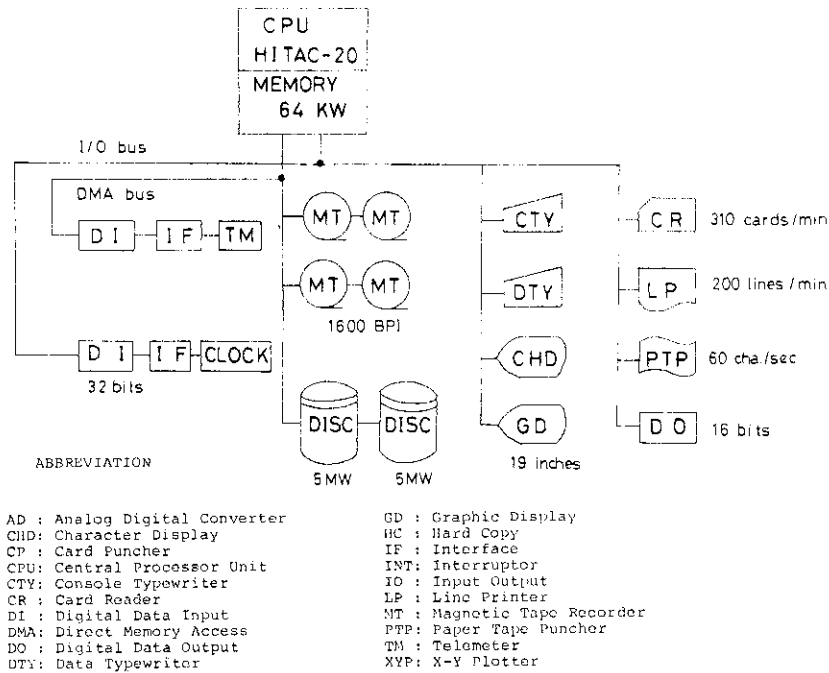 CPU
HITAC-20
MEMORY
64 KW
I/O bus
DMA bus
DI IF TM
MT MT
CTY
CR 310 cards/min
MT MT
1600 BPI
DTY
LP 200 lines/min
DI IF CLOCK
32 bits
CHD
PTP 60 cha./sec
DISC DISC
5MW 5MW
GD
19 inches
DO 16 bits
ABBREVIATION
AD : Analog Digital Converter
CHD: Character Display
CP : Card Puncher
CPU: Central Processor Unit
CTY: Console Typewriter
CR : Card Reader
DI : Digital Data Input
DMA: Direct Memory Access
DO : Digital Data Output
DTY: Data Typewriter
GD : Graphic Display
HC : Hard Copy
IF : Interface
INT: Interruptor
IO : Input Output
LP : Line Printer
MT : Magnetic Tape Recorder
PTP: Paper Tape Puncher
TM : Telemeter
XYP: X-Y Plotter